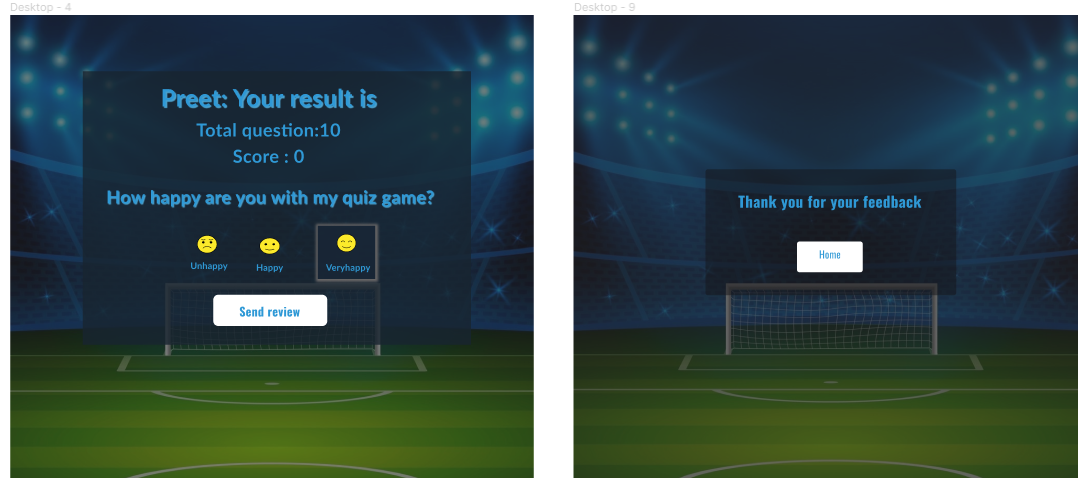 Desktop - 4
Preet: Your result is
Total question:10
Score : 0
How happy are you with my quiz game?
Unhappy
Happy
Veryhappy
Send review
Desktop - 9
Thank you for your feedback
Home